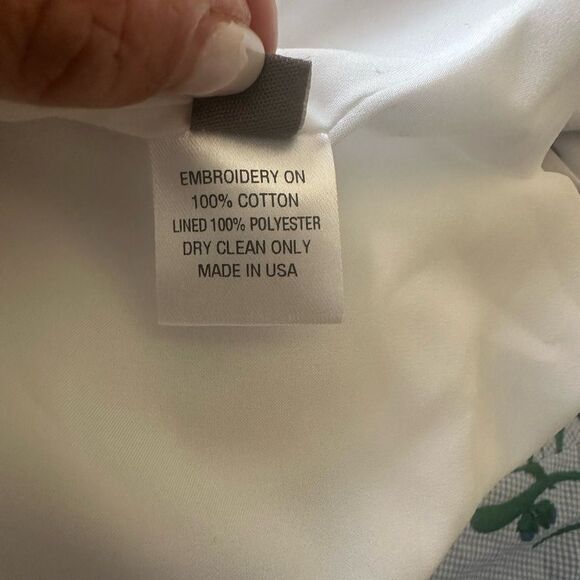 EMBROIDERY ON
100% COTTON
LINED 100% POLYESTER
DRY CLEAN ONLY
MADE IN USA